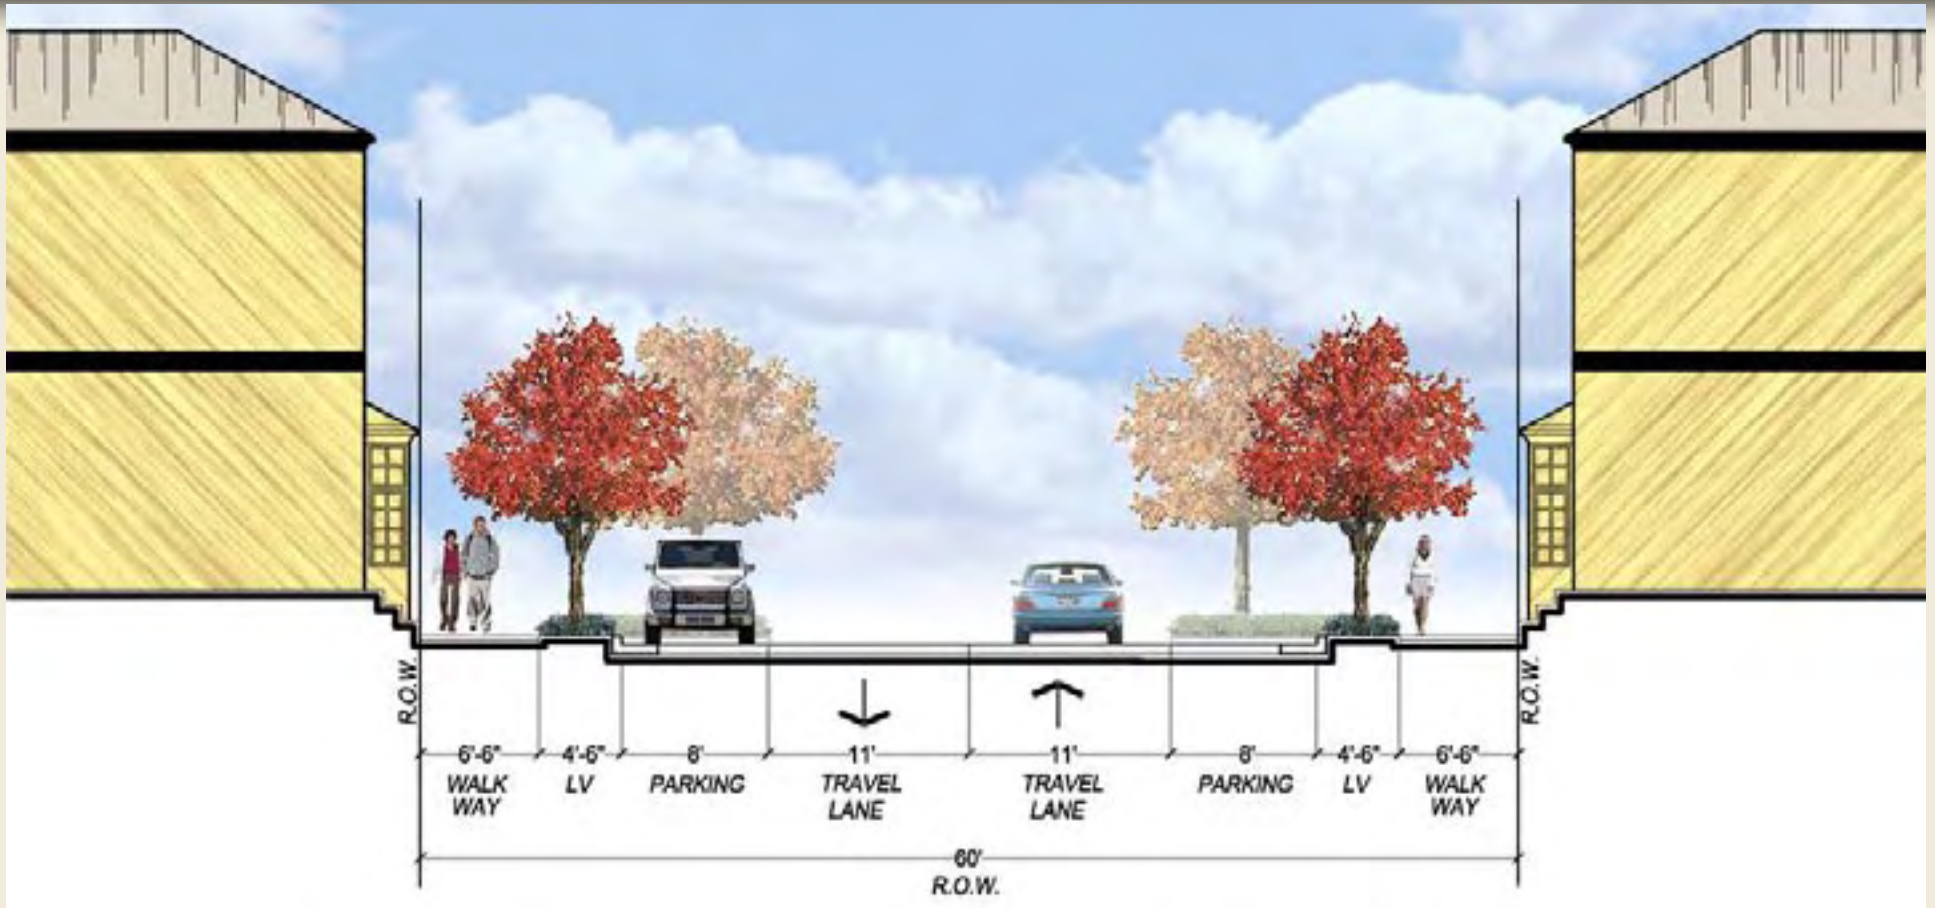 R.O.W.
R.O.W.
6'-6"
4'-6"
8'
11'
11'
8'
4'-6"
6'-6"
WALK
WAY
LV
PARKING
TRAVEL
LANE
TRAVEL
LANE
PARKING
LV
WALK
WAY
60'
R.O.W.